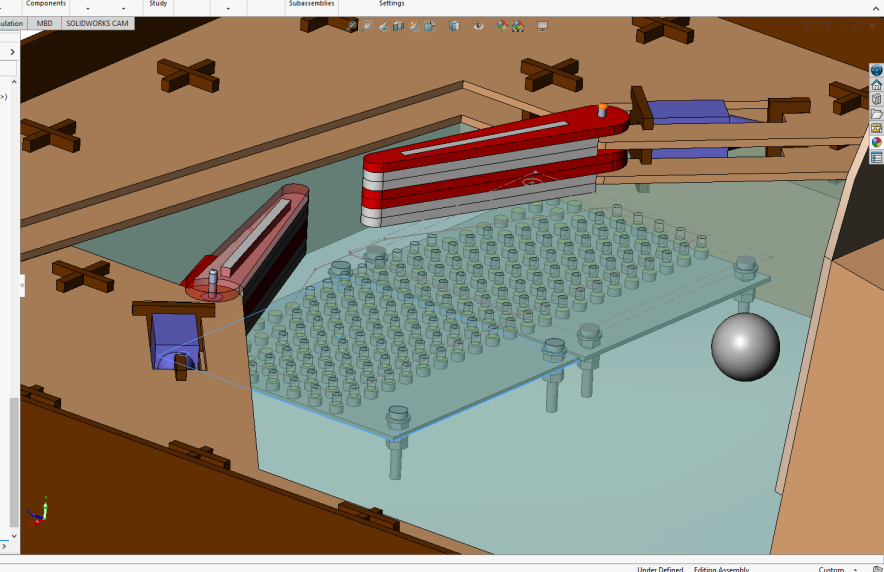 Components
Study
Subassemblies
Settings
ulation
MBD
SOLIDWORKS CAM
>)
Under Defined
Editing Assembly
Custom